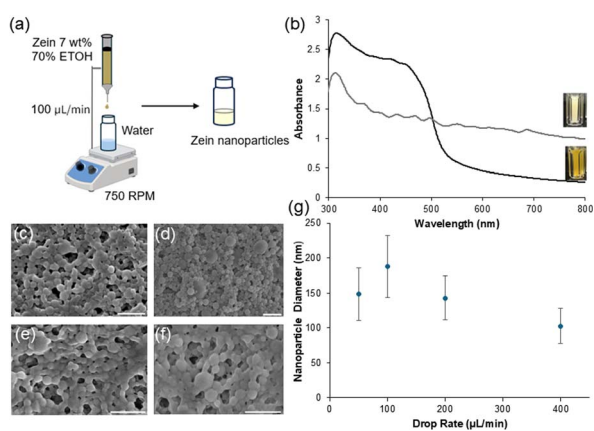 (a)
Zein 7 wt%
70% ETOH
100 µL/min
Water
Zein nanoparticles
750 RPM
(b)
Absorbance
3
2.5
2
1.5
1
0.5
0
300 400 500 600 700 800
Wavelength (nm)
(c)
(d)
(e)
(f)
(g)
Nanoparticle Diameter (nm)
250
200
150
100
50
0
0 100 200 300 400
Drop Rate (µL/min)